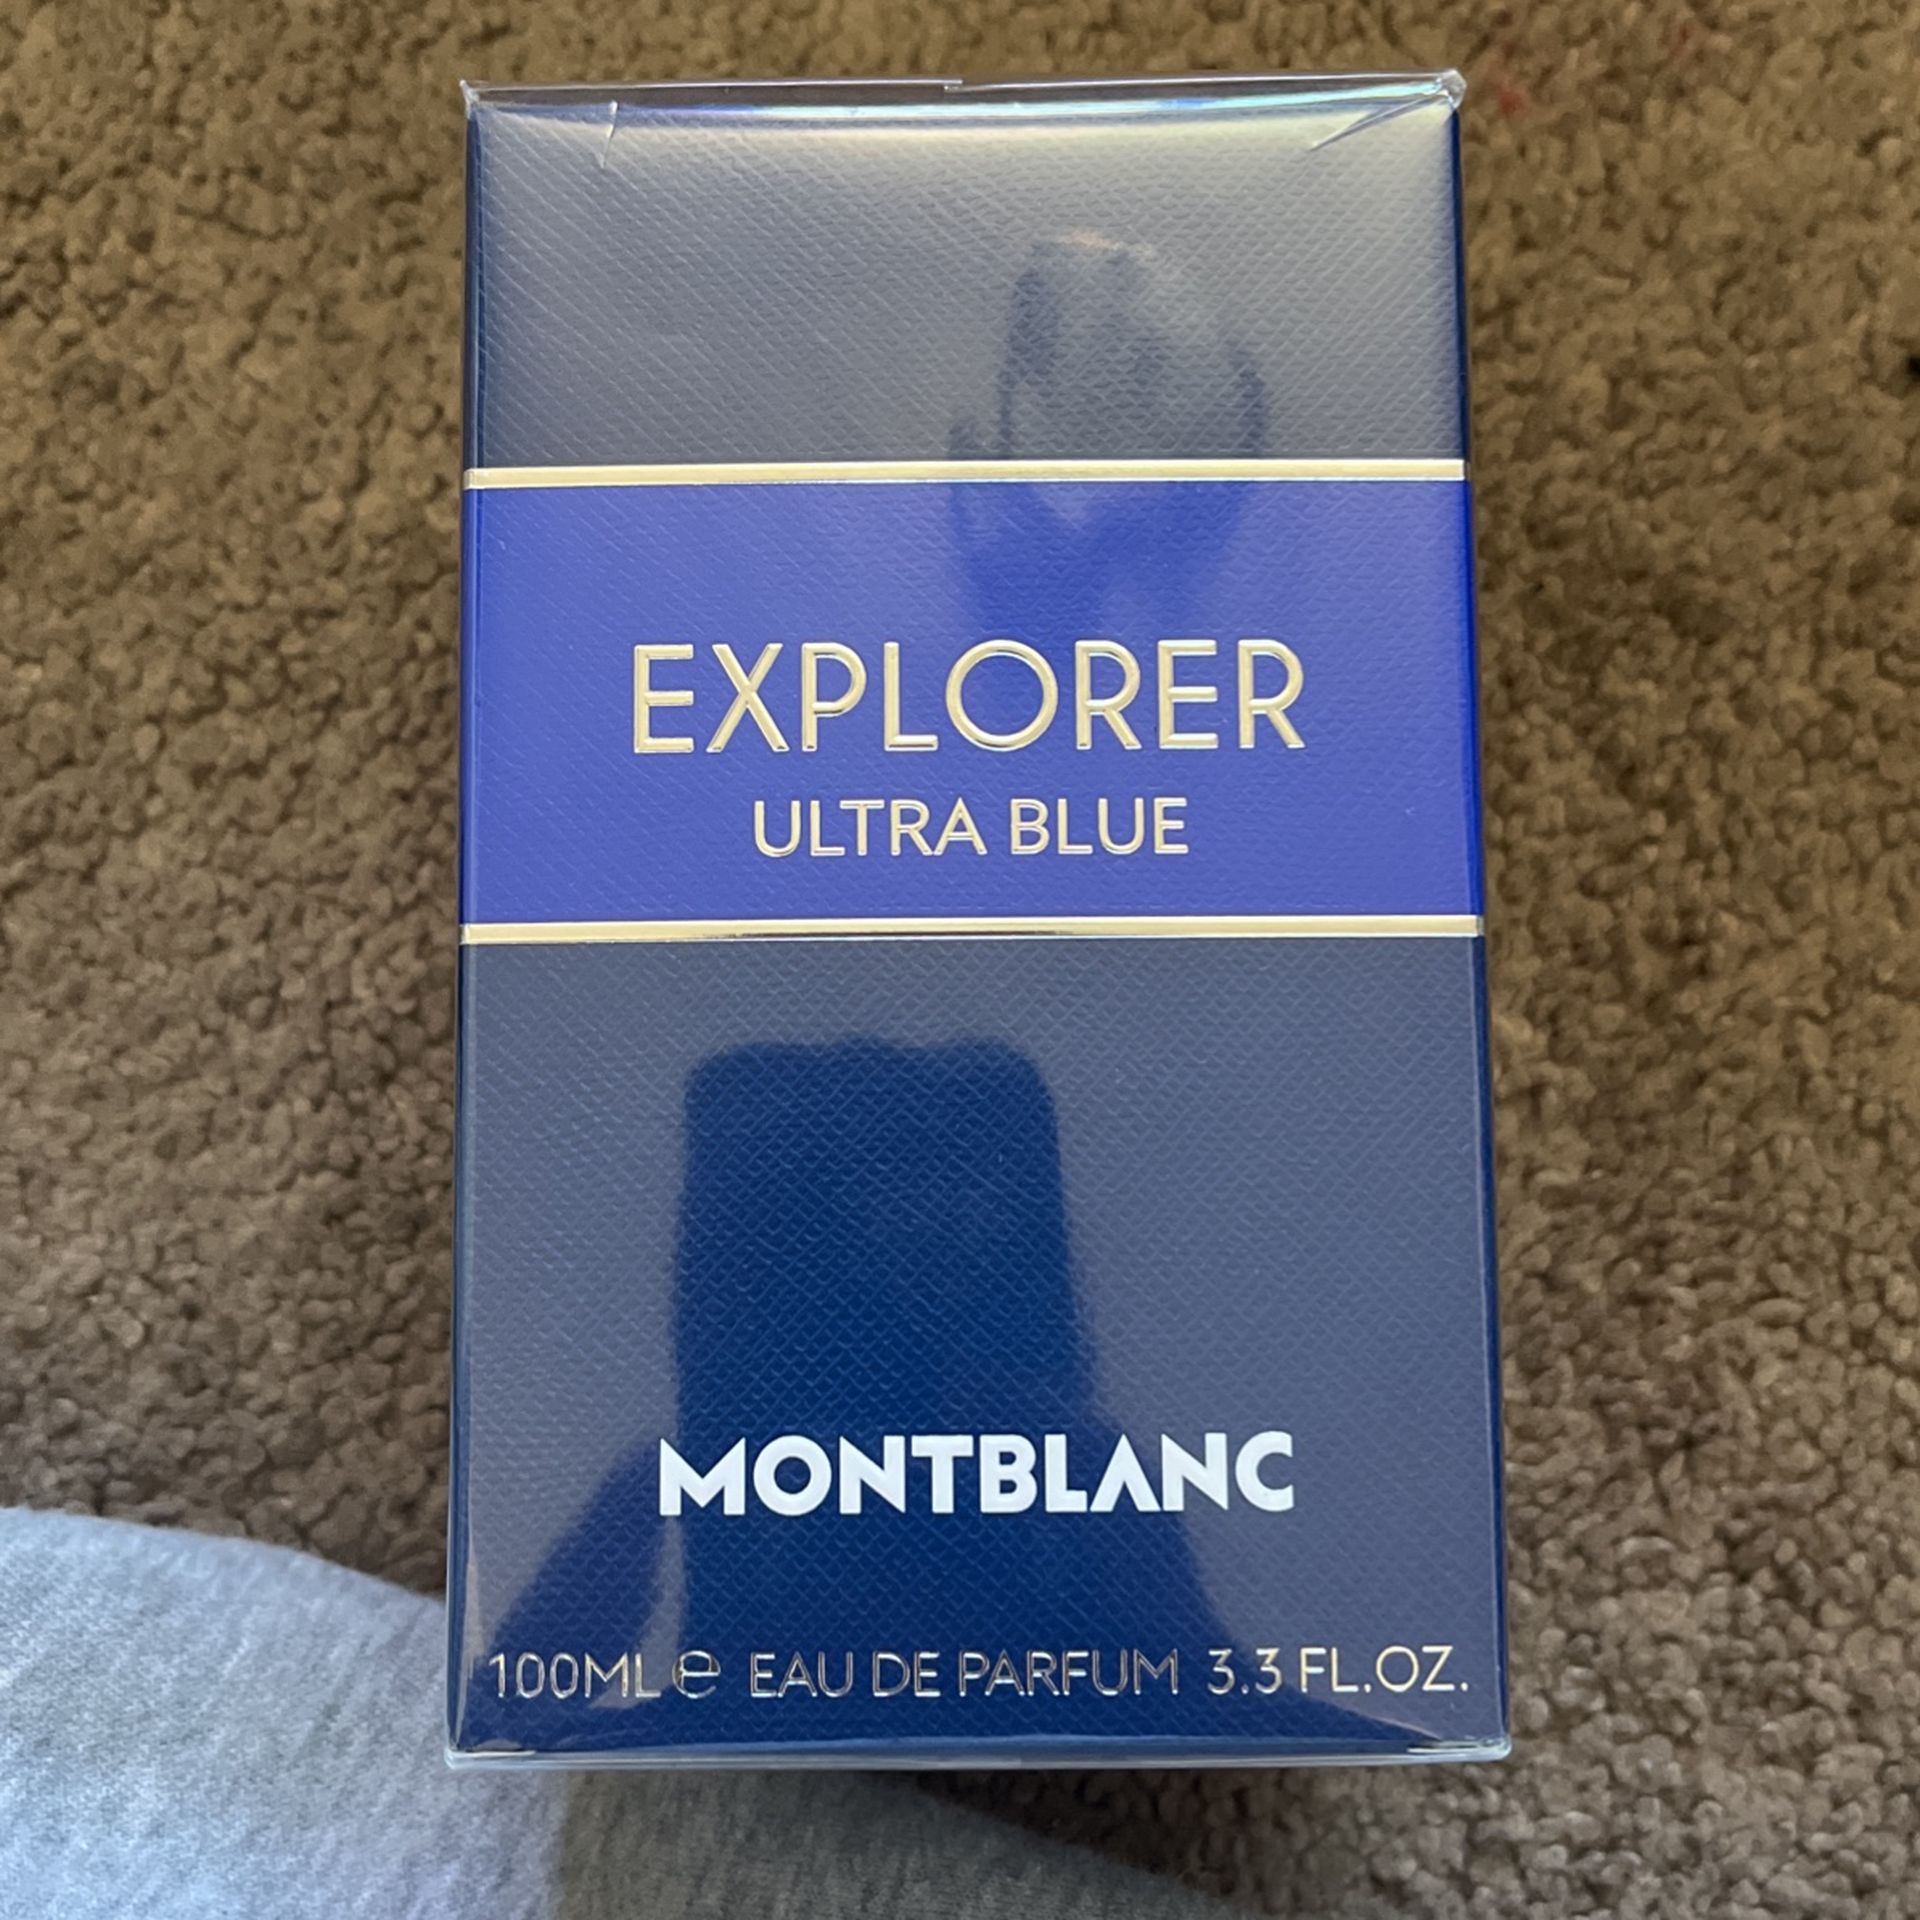 EXPLORER
ULTRA BLUE
MONTBLANC
100ML ℮ EAU DE PARFUM 3.3 FL.OZ.